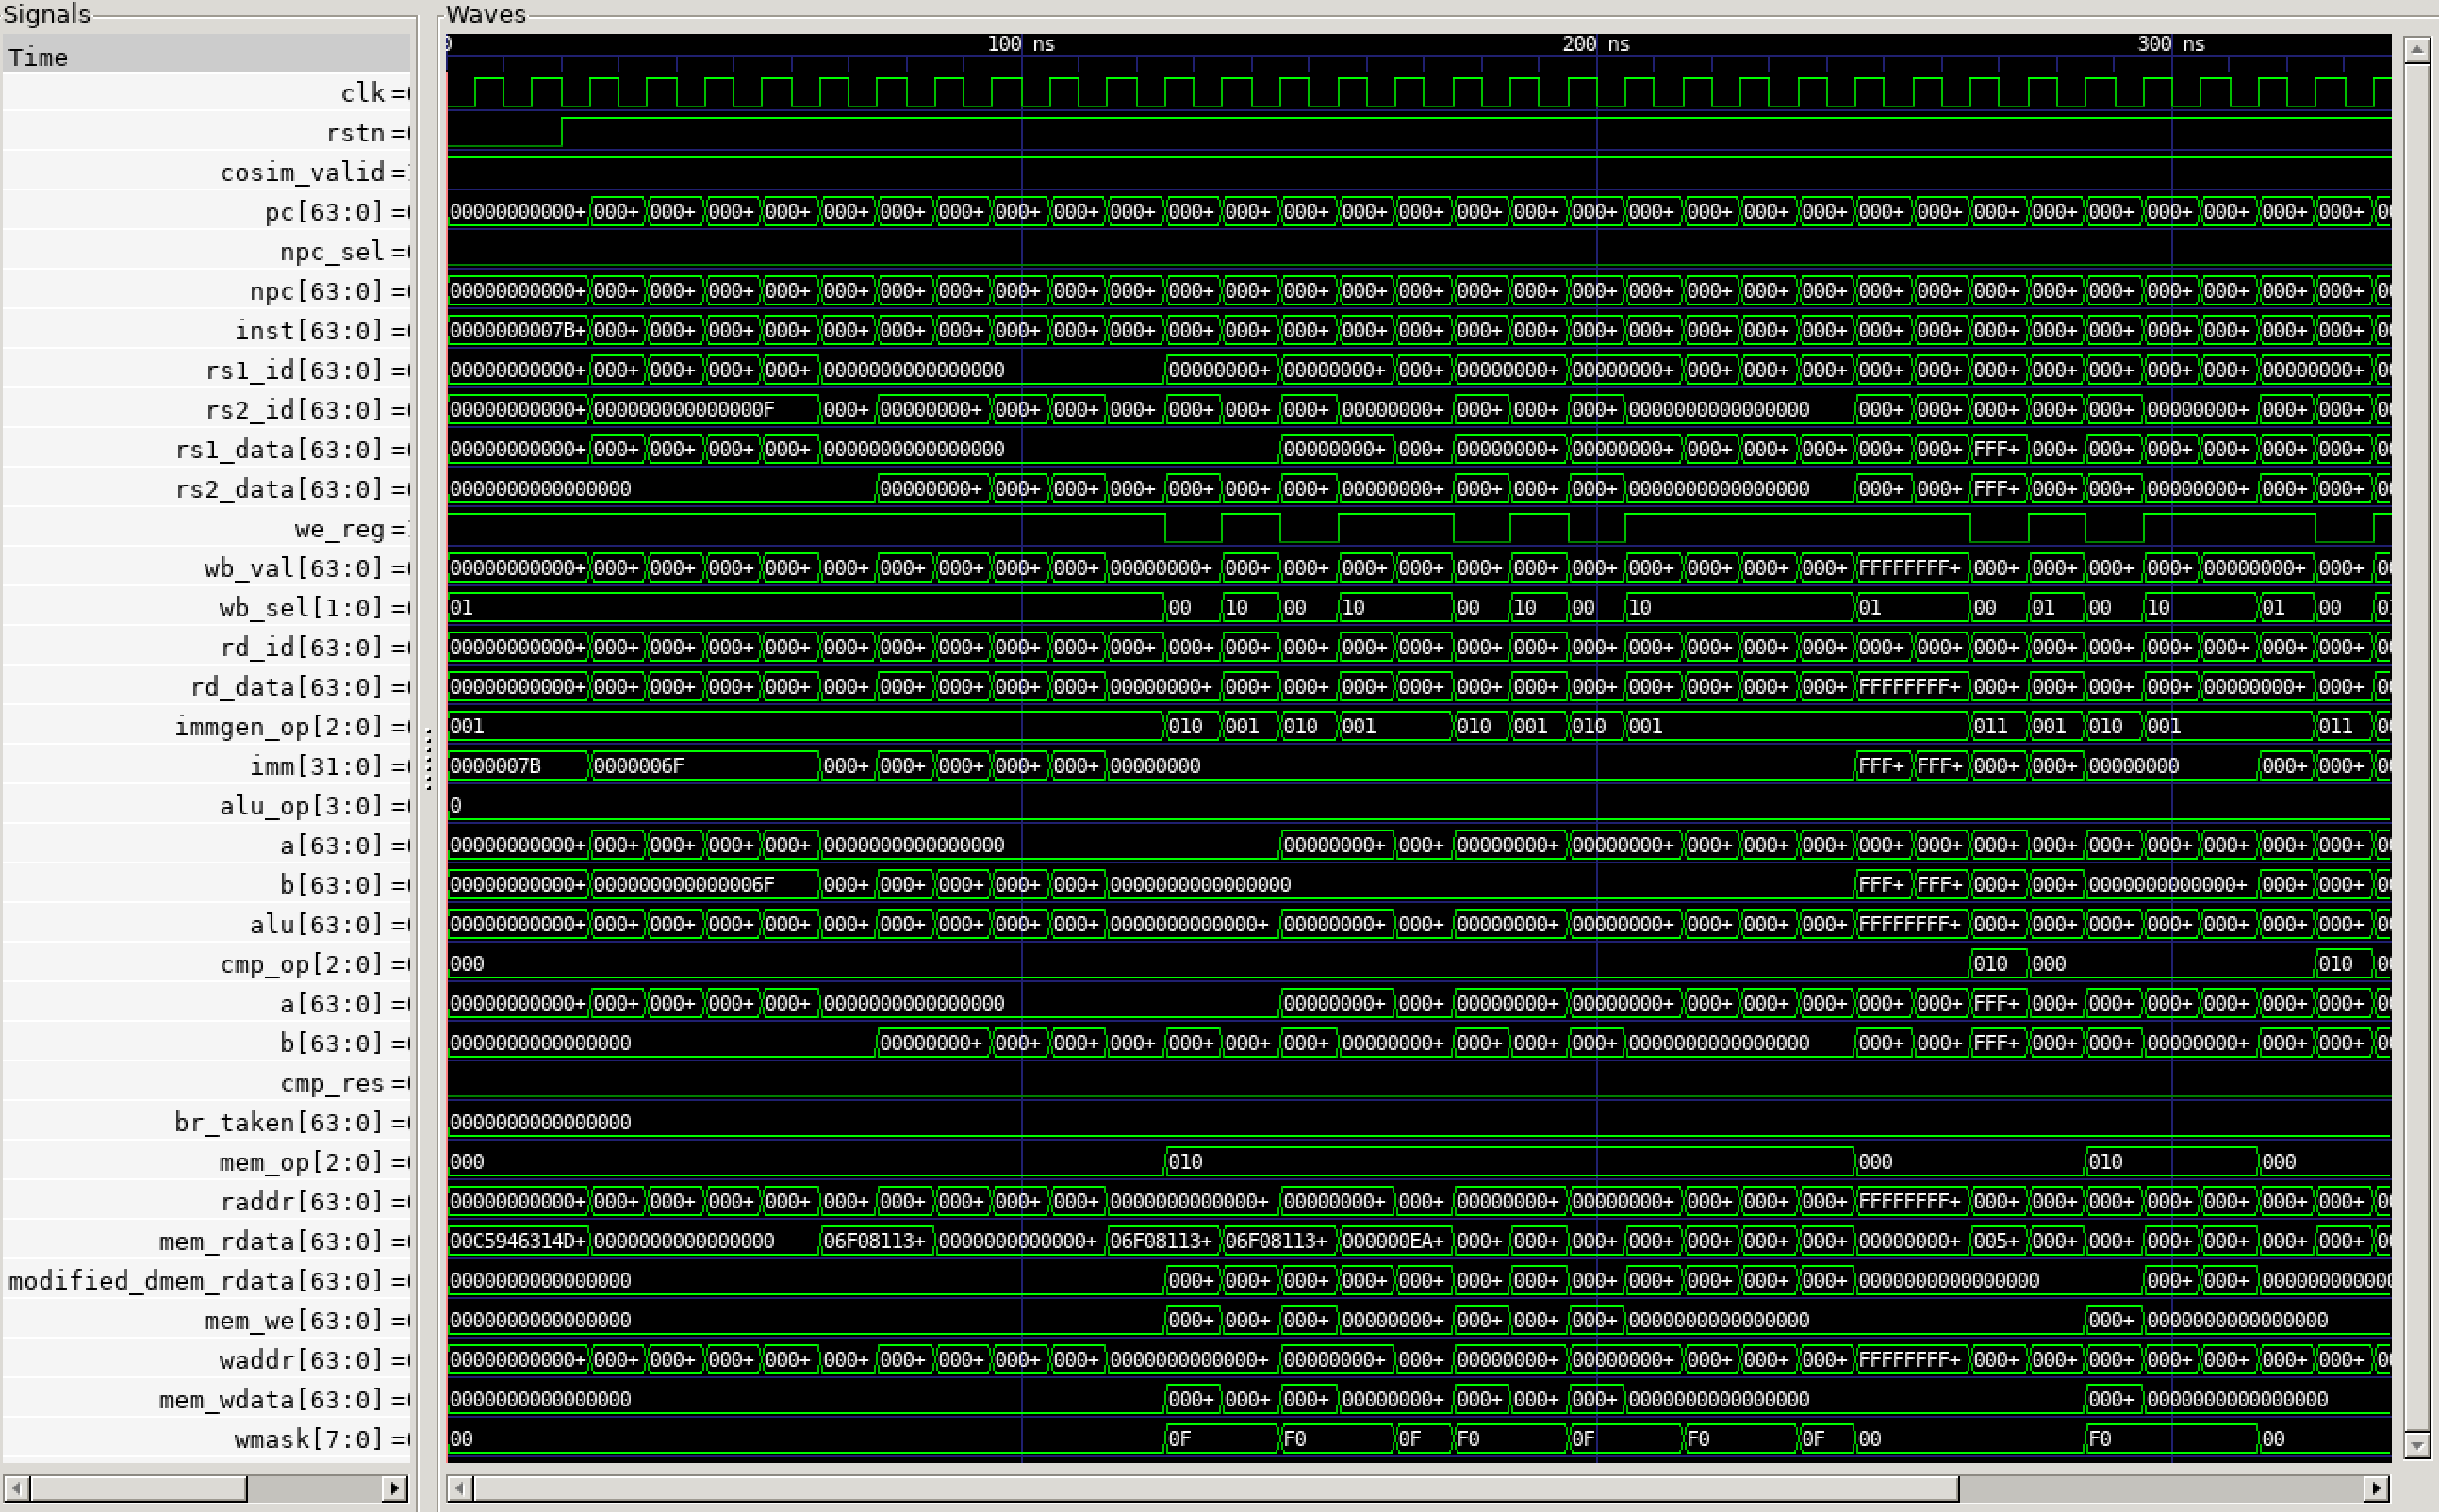 Signals
Waves
Time
0 100 ns 200 ns 300 ns
clk =
rstn =
cosim_valid =
pc[63:0] = 00000000000+ 000+ 000+ 000+ 000+ 000+ 000+ 000+ 000+ 000+ 000+ 000+ 000+ 000+ 000+ 000+ 000+ 000+ 000+ 000+ 000+ 000+ 000+ 000+ 000+ 000+ 000+ 000+ 000+ 000+ 000+ 000+
npc_sel =
npc[63:0] = 00000000000+ 000+ 000+ 000+ 000+ 000+ 000+ 000+ 000+ 000+ 000+ 000+ 000+ 000+ 000+ 000+ 000+ 000+ 000+ 000+ 000+ 000+ 000+ 000+ 000+ 000+ 000+ 000+ 000+ 000+ 000+ 000+
inst[63:0] = 0000000007B+ 000+ 000+ 000+ 000+ 000+ 000+ 000+ 000+ 000+ 000+ 000+ 000+ 000+ 000+ 000+ 000+ 000+ 000+ 000+ 000+ 000+ 000+ 000+ 000+ 000+ 000+ 000+ 000+ 000+ 000+ 000+
rs1_id[63:0] = 00000000000+ 000+ 000+ 000+ 000+ 0000000000000000 00000000+ 00000000+ 000+ 00000000+ 00000000+ 000+ 000+ 000+ 000+ 000+ 000+ 000+ 000+ 000+ 000+ 00000000+
rs2_id[63:0] = 00000000000+ 000000000000000F 000+ 00000000+ 000+ 000+ 000+ 000+ 000+ 000+ 00000000+ 000+ 000+ 000+ 0000000000000000 000+ 000+ 000+ 000+ 000+ 00000000+ 000+ 000+
rs1_data[63:0] = 00000000000+ 000+ 000+ 000+ 000+ 0000000000000000 00000000+ 000+ 00000000+ 00000000+ 000+ 000+ 000+ 000+ 000+ FFF+ 000+ 000+ 000+ 000+ 000+ 000+
rs2_data[63:0] = 0000000000000000 00000000+ 000+ 000+ 000+ 000+ 000+ 000+ 00000000+ 000+ 000+ 000+ 0000000000000000 000+ 000+ FFF+ 000+ 000+ 00000000+ 000+ 000+
we_reg =
wb_val[63:0] = 00000000000+ 000+ 000+ 000+ 000+ 000+ 000+ 000+ 000+ 000+ 00000000+ 000+ 000+ 000+ 000+ 000+ 000+ 000+ 000+ 000+ 000+ 000+ FFFFFFFF+ 000+ 000+ 000+ 000+ 00000000+ 000+
wb_sel[1:0] = 01 00 10 00 10 00 10 00 10 01 00 01 00 10 01 00
rd_id[63:0] = 00000000000+ 000+ 000+ 000+ 000+ 000+ 000+ 000+ 000+ 000+ 000+ 000+ 000+ 000+ 000+ 000+ 000+ 000+ 000+ 000+ 000+ 000+ 000+ 000+ 000+ 000+ 000+ 000+ 000+ 000+ 000+ 000+
rd_data[63:0] = 00000000000+ 000+ 000+ 000+ 000+ 000+ 000+ 000+ 000+ 000+ 00000000+ 000+ 000+ 000+ 000+ 000+ 000+ 000+ 000+ 000+ 000+ 000+ FFFFFFFF+ 000+ 000+ 000+ 000+ 00000000+ 000+
immgen_op[2:0] = 001 010 001 010 001 010 001 010 001 011 001 010 001 011
imm[31:0] = 0000007B 0000006F 000+ 000+ 000+ 000+ 000+ 00000000 FFF+ FFF+ 000+ 000+ 00000000 000+ 000+
alu_op[3:0] = 0
a[63:0] = 00000000000+ 000+ 000+ 000+ 000+ 0000000000000000 00000000+ 000+ 00000000+ 00000000+ 000+ 000+ 000+ 000+ 000+ 000+ 000+ 000+ 000+ 000+ 000+ 000+
b[63:0] = 00000000000+ 000000000000006F 000+ 000+ 000+ 000+ 000+ 0000000000000000 FFF+ FFF+ 000+ 000+ 0000000000000+ 000+ 000+
alu[63:0] = 00000000000+ 000+ 000+ 000+ 000+ 000+ 000+ 000+ 000+ 000+ 0000000000000+ 00000000+ 000+ 00000000+ 00000000+ 000+ 000+ 000+ FFFFFFFF+ 000+ 000+ 000+ 000+ 000+ 000+ 000+
cmp_op[2:0] = 000 010 000 010
a[63:0] = 00000000000+ 000+ 000+ 000+ 000+ 0000000000000000 00000000+ 000+ 00000000+ 00000000+ 000+ 000+ 000+ 000+ 000+ FFF+ 000+ 000+ 000+ 000+ 000+ 000+
b[63:0] = 0000000000000000 00000000+ 000+ 000+ 000+ 000+ 000+ 000+ 00000000+ 000+ 000+ 000+ 0000000000000000 000+ 000+ FFF+ 000+ 000+ 00000000+ 000+ 000+
cmp_res =
br_taken[63:0] = 0000000000000000
mem_op[2:0] = 000 010 000 010 000
raddr[63:0] = 00000000000+ 000+ 000+ 000+ 000+ 000+ 000+ 000+ 000+ 000+ 0000000000000+ 00000000+ 000+ 00000000+ 00000000+ 000+ 000+ 000+ FFFFFFFF+ 000+ 000+ 000+ 000+ 000+ 000+ 000+
mem_rdata[63:0] = 00C5946314D+ 0000000000000000 06F08113+ 0000000000000+ 06F08113+ 06F08113+ 000000EA+ 000+ 000+ 000+ 000+ 000+ 000+ 000+ 00000000+ 005+ 000+ 000+ 000+ 000+ 000+ 000+
modified_dmem_rdata[63:0] = 0000000000000000 000+ 000+ 000+ 000+ 000+ 000+ 000+ 000+ 000+ 000+ 000+ 000+ 0000000000000000 000+ 000+ 000000000000
mem_we[63:0] = 0000000000000000 000+ 000+ 000+ 00000000+ 000+ 000+ 000+ 0000000000000000 000+ 0000000000000000
waddr[63:0] = 00000000000+ 000+ 000+ 000+ 000+ 000+ 000+ 000+ 000+ 000+ 0000000000000+ 00000000+ 000+ 00000000+ 00000000+ 000+ 000+ 000+ FFFFFFFF+ 000+ 000+ 000+ 000+ 000+ 000+ 000+
mem_wdata[63:0] = 0000000000000000 000+ 000+ 000+ 00000000+ 000+ 000+ 000+ 0000000000000000 000+ 0000000000000000
wmask[7:0] = 00 0F F0 0F F0 0F F0 0F 00 F0 00